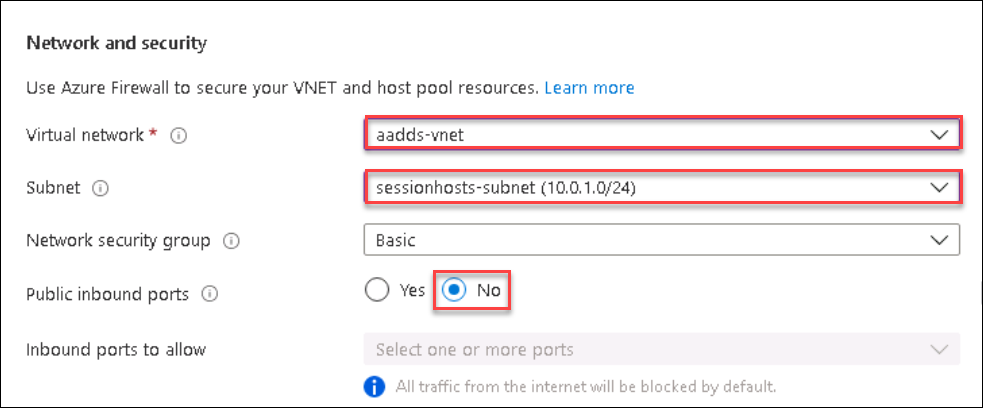 Network and security
Use Azure Firewall to secure your VNET and host pool resources. Learn more
Virtual network * aadds-vnet
Subnet sessionhosts-subnet (10.0.1.0/24)
Network security group Basic
Public inbound ports Yes No
Inbound ports to allow Select one or more ports
All traffic from the internet will be blocked by default.